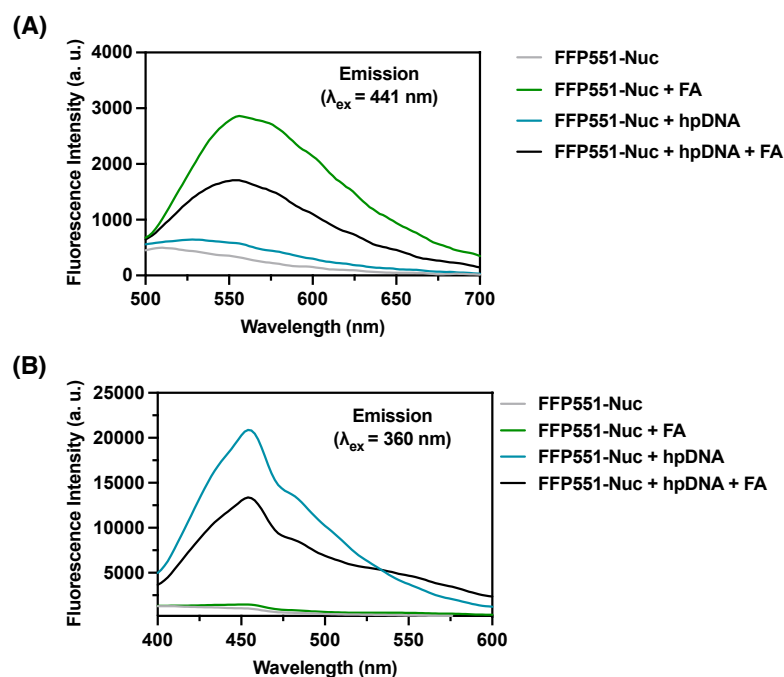 (A)
Fluorescence Intensity (a. u.)
4000
3000
2000
1000
0
Emission
(λex = 441 nm)
500
550
600
650
700
Wavelength (nm)
FFP551-Nuc
FFP551-Nuc + FA
FFP551-Nuc + hpDNA
FFP551-Nuc + hpDNA + FA
(B)
Fluorescence Intensity (a. u.)
25000
20000
15000
10000
5000
Emission
(λex = 360 nm)
400
450
500
550
600
Wavelength (nm)
FFP551-Nuc
FFP551-Nuc + FA
FFP551-Nuc + hpDNA
FFP551-Nuc + hpDNA + FA